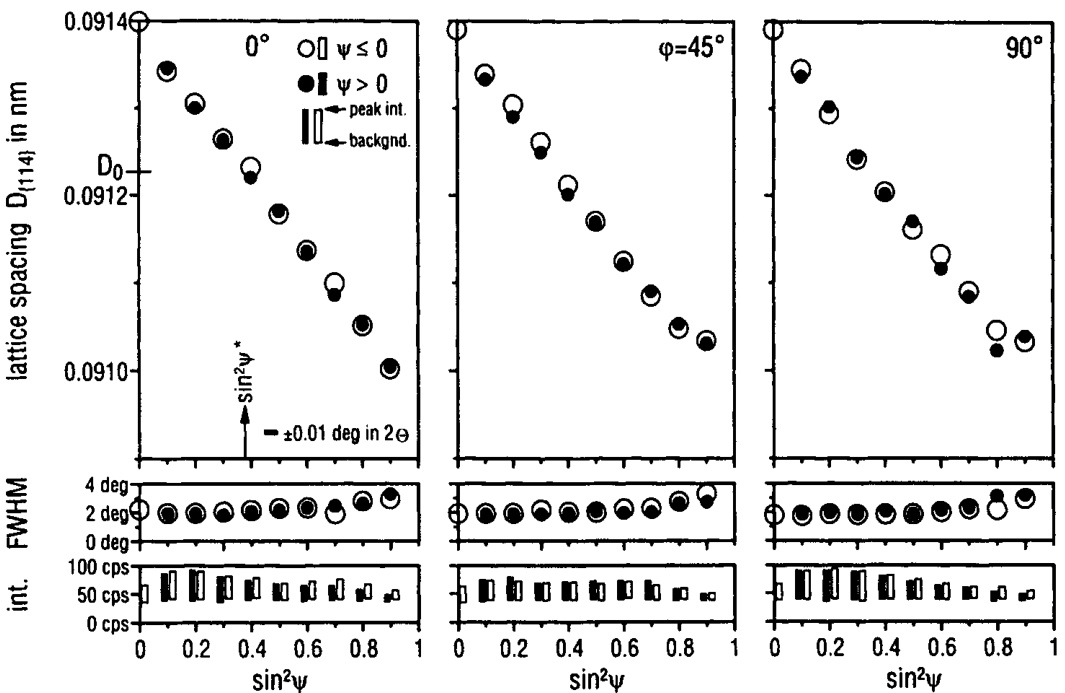 0.0914
0° ψ ≤ 0 φ=45° 90°
ψ > 0
peak int.
backgnd.
lattice spacing D{114} in nm
D₀
0.0912
sin²ψ*
0.0910
±0.01 deg in 2Θ
FWHM
4 deg
2 deg
0 deg
int.
100 cps
50 cps
0 cps
0 0.2 0.4 0.6 0.8 0 0.2 0.4 0.6 0.8 0 0.2 0.4 0.6 0.8 1
sin²ψ sin²ψ sin²ψ